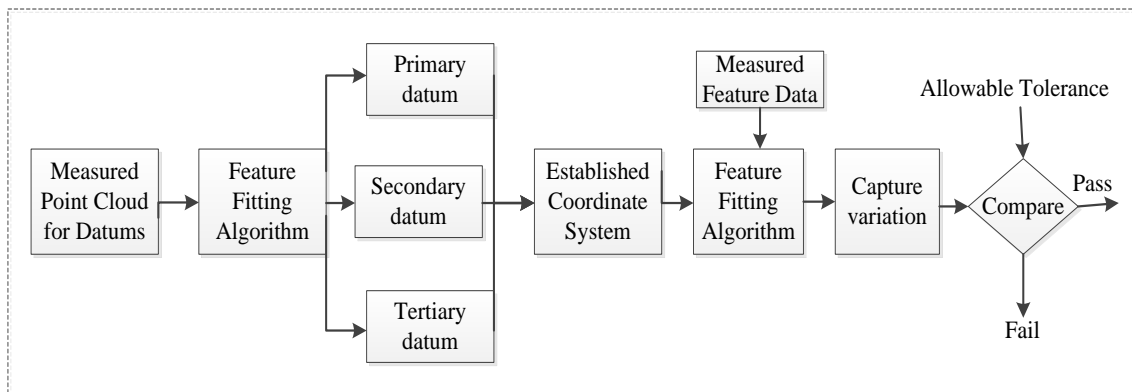 Measured
Point Cloud
for Datums
Feature
Fitting
Algorithm
Primary
datum
Secondary
datum
Tertiary
datum
Established
Coordinate
System
Measured
Feature Data
Feature
Fitting
Algorithm
Capture
variation
Allowable Tolerance
Compare
Pass
Fail